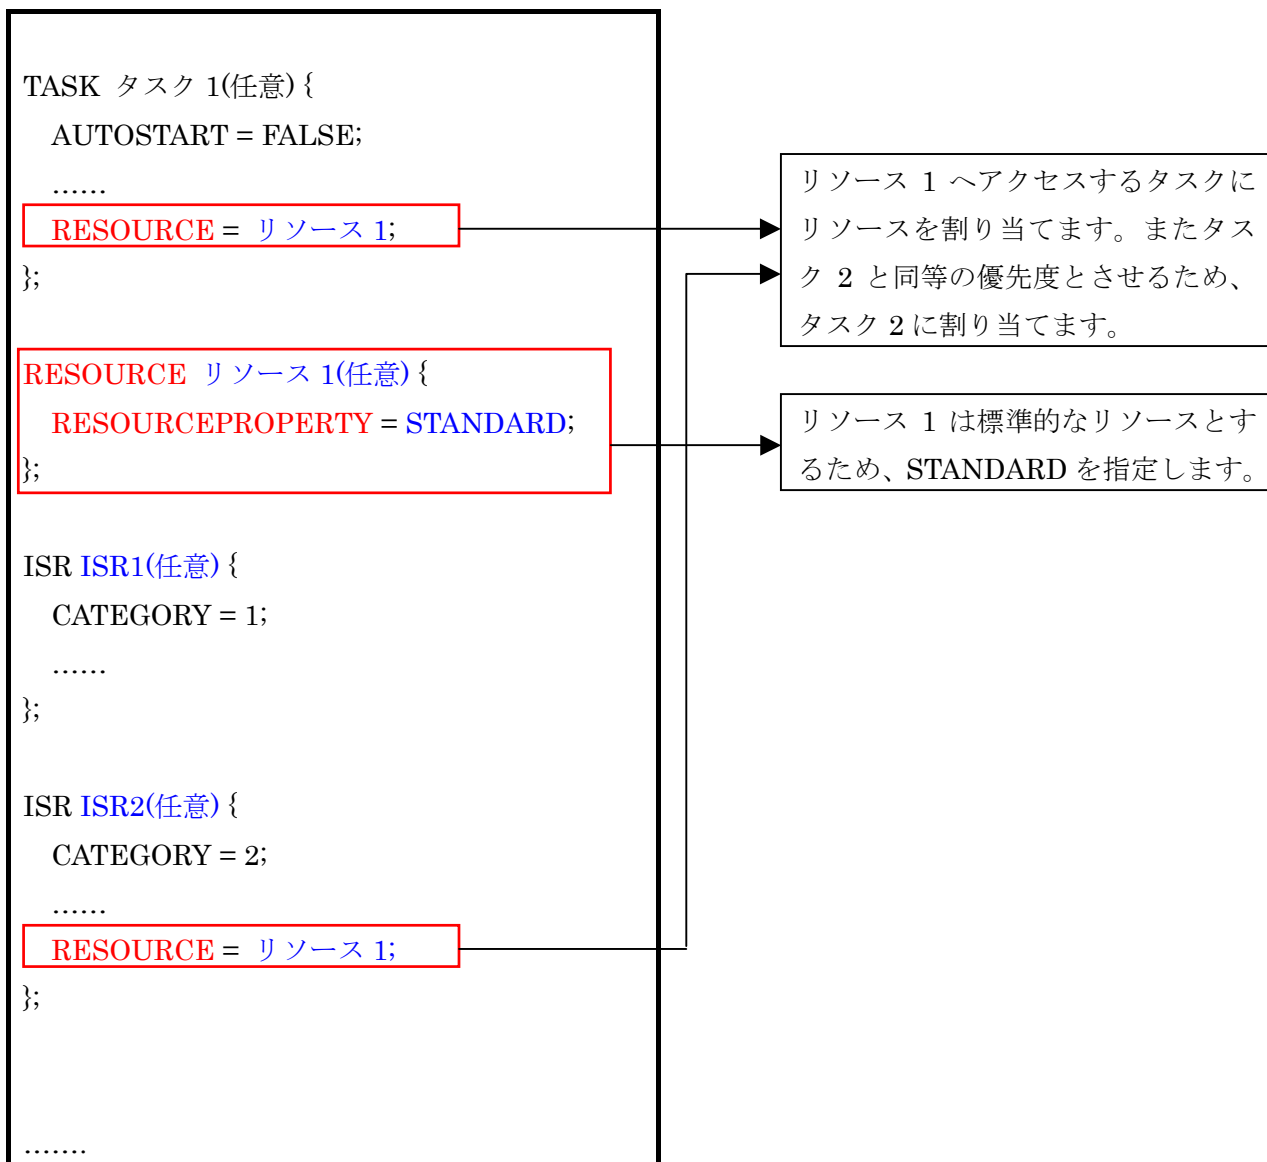 TASK タスク 1(任意) {
AUTOSTART = FALSE;
……
RESOURCE = リソース 1;
};
RESOURCE リソース 1(任意) {
RESOURCEPROPERTY = STANDARD;
};
ISR ISR1(任意) {
CATEGORY = 1;
……
};
ISR ISR2(任意) {
CATEGORY = 2;
……
RESOURCE = リソース 1;
};
…….
リソース 1 へアクセスするタスクに
リソースを割り当てます。またタス
ク 2 と同等の優先度とさせるため、
タスク 2 に割り当てます。
リソース 1 は標準的なリソースとす
るため、STANDARD を指定します。